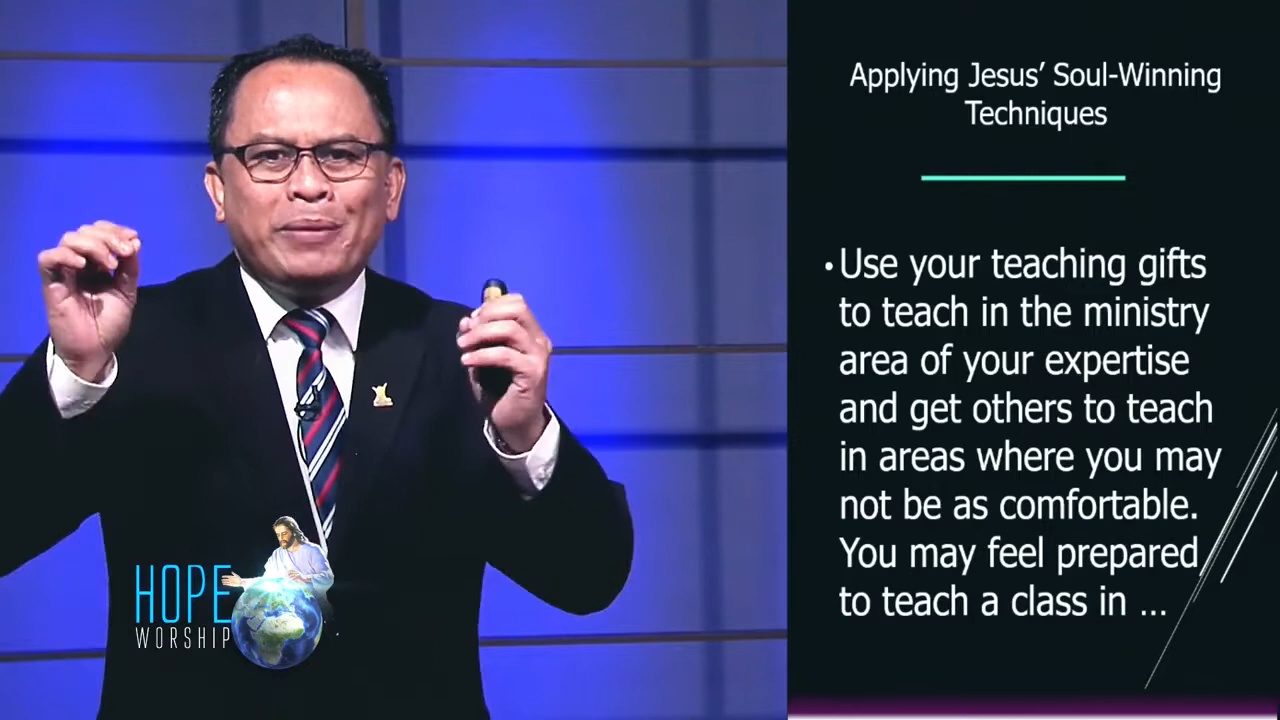 Applying Jesus’ Soul-Winning
Techniques
•Use your teaching gifts
to teach in the ministry
area of your expertise
and get others to teach
in areas where you may
not be as comfortable.
You may feel prepared
to teach a class in …
HOPE
WORSHIP